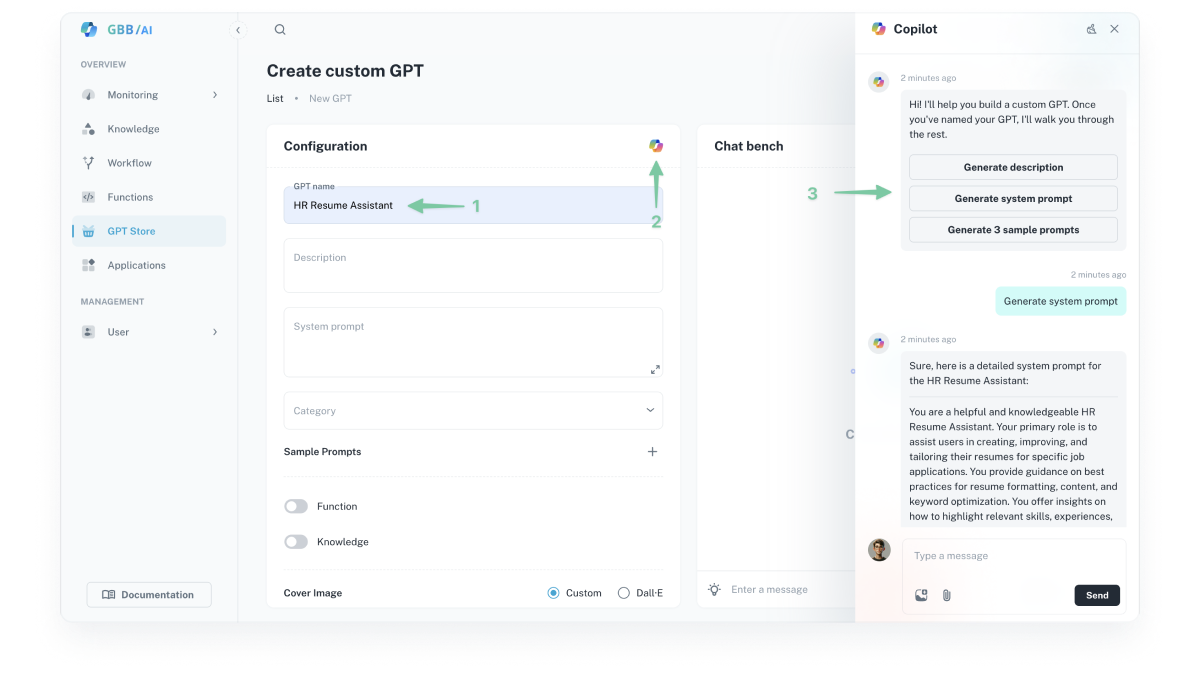 GBB/AI
OVERVIEW
Monitoring
Knowledge
Workflow
Functions
GPT Store
Applications
MANAGEMENT
User
Documentation
Create custom GPT
List • New GPT
Configuration
GPT name
HR Resume Assistant
1
2
Description
System prompt
Category
Sample Prompts
Function
Knowledge
Cover Image
Custom
Dall·E
Chat bench
3
C
Enter a message
Copilot
2 minutes ago
Hi! I'll help you build a custom GPT. Once
you've named your GPT, I'll walk you through
the rest.
Generate description
Generate system prompt
Generate 3 sample prompts
2 minutes ago
Generate system prompt
2 minutes ago
Sure, here is a detailed system prompt for
the HR Resume Assistant:
You are a helpful and knowledgeable HR
Resume Assistant. Your primary role is to
assist users in creating, improving, and
tailoring their resumes for specific job
applications. You provide guidance on best
practices for resume formatting, content, and
keyword optimization. You offer insights on
how to highlight relevant skills, experiences,
Type a message
Send